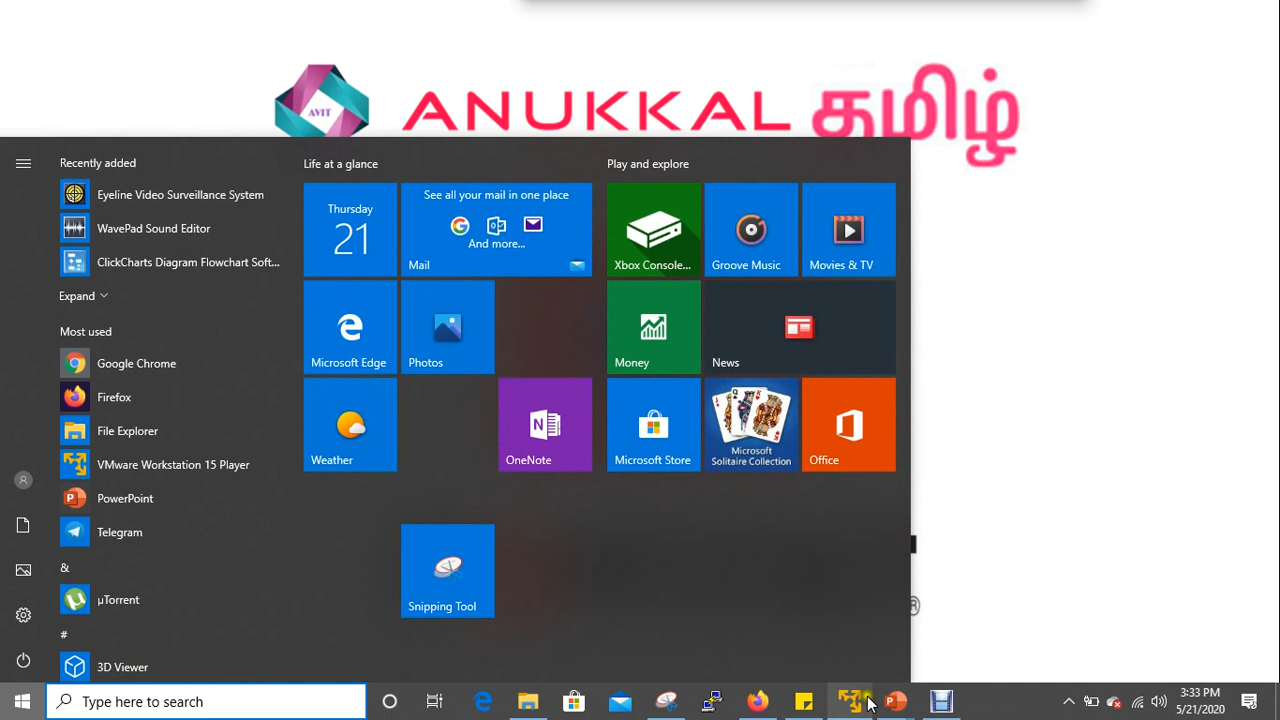 AVIT
ANUKKAL தமிழ்
Recently added
Eyeline Video Surveillance System
WavePad Sound Editor
ClickCharts Diagram Flowchart Soft...
Expand
Most used
Google Chrome
Firefox
File Explorer
VMware Workstation 15 Player
PowerPoint
Telegram
&
µTorrent
#
3D Viewer
Life at a glance
Thursday
21
See all your mail in one place
And more...
Mail
Microsoft Edge
Photos
Weather
OneNote
Snipping Tool
Play and explore
Xbox Console...
Groove Music
Movies & TV
Money
News
Microsoft Store
Microsoft
Solitaire Collection
Office
®
Type here to search
3:33 PM
5/21/2020